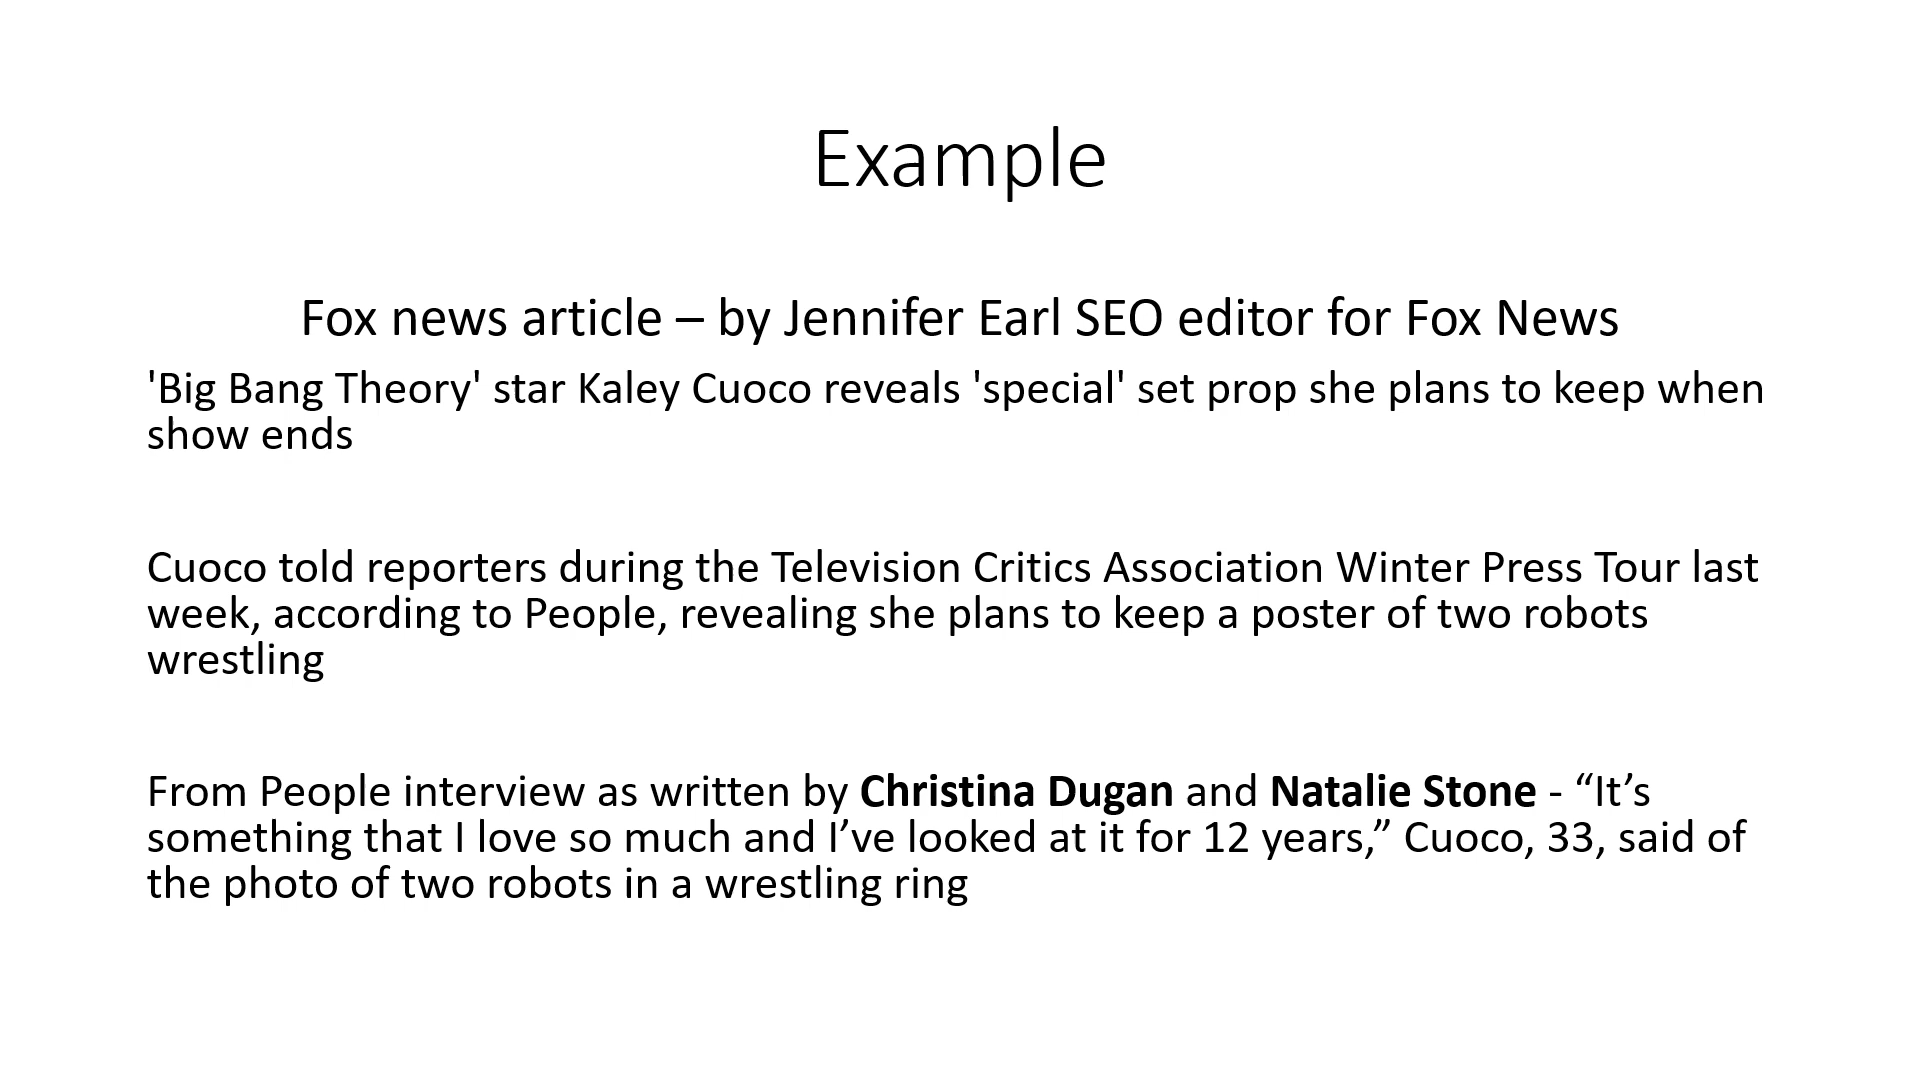 Example
Fox news article – by Jennifer Earl SEO editor for Fox News
'Big Bang Theory' star Kaley Cuoco reveals 'special' set prop she plans to keep when
show ends
Cuoco told reporters during the Television Critics Association Winter Press Tour last
week, according to People, revealing she plans to keep a poster of two robots
wrestling
From People interview as written by Christina Dugan and Natalie Stone - “It’s
something that I love so much and I’ve looked at it for 12 years,” Cuoco, 33, said of
the photo of two robots in a wrestling ring